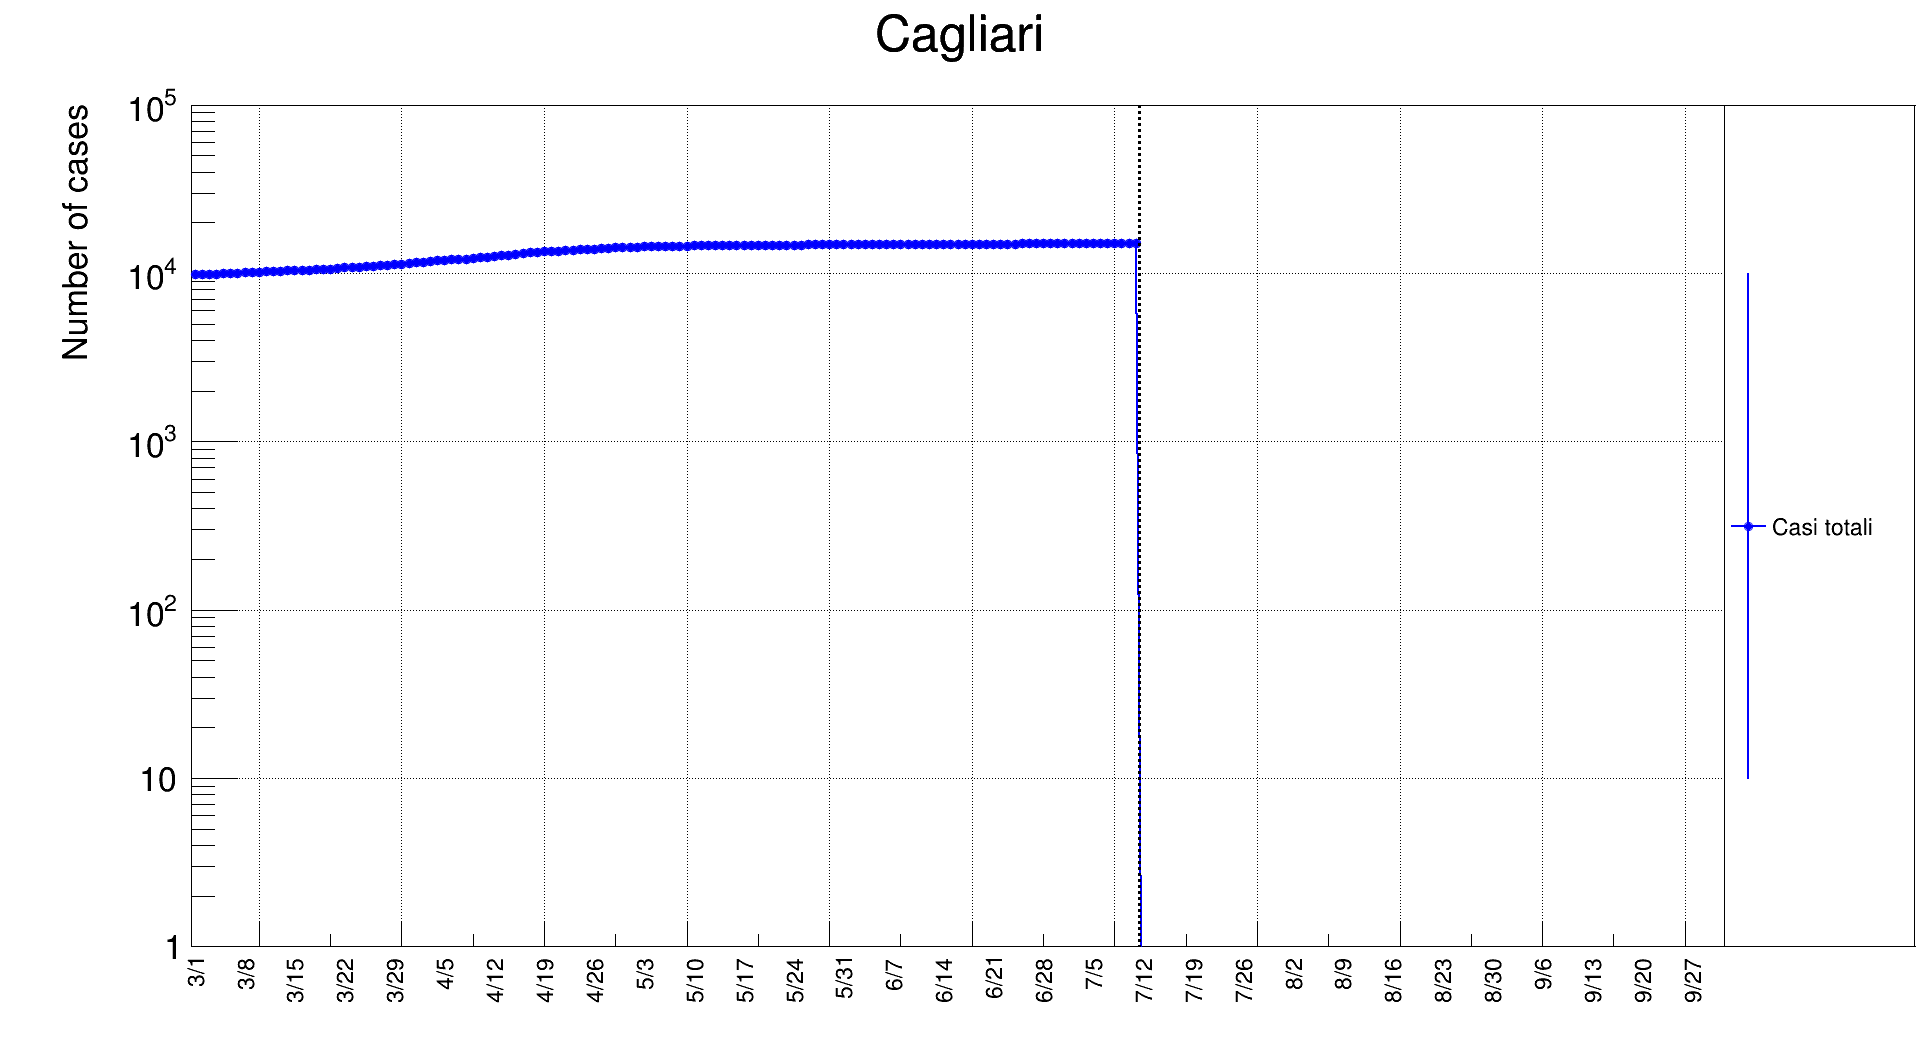 Cagliari
Number of cases
10^5
10^4
10^3
10^2
10
1
3/1 3/8 3/15 3/22 3/29 4/5 4/12 4/19 4/26 5/3 5/10 5/17 5/24 5/31 6/7 6/14 6/21 6/28 7/5 7/12 7/19 7/26 8/2 8/9 8/16 8/23 8/30 9/6 9/13 9/20 9/27
Casi totali